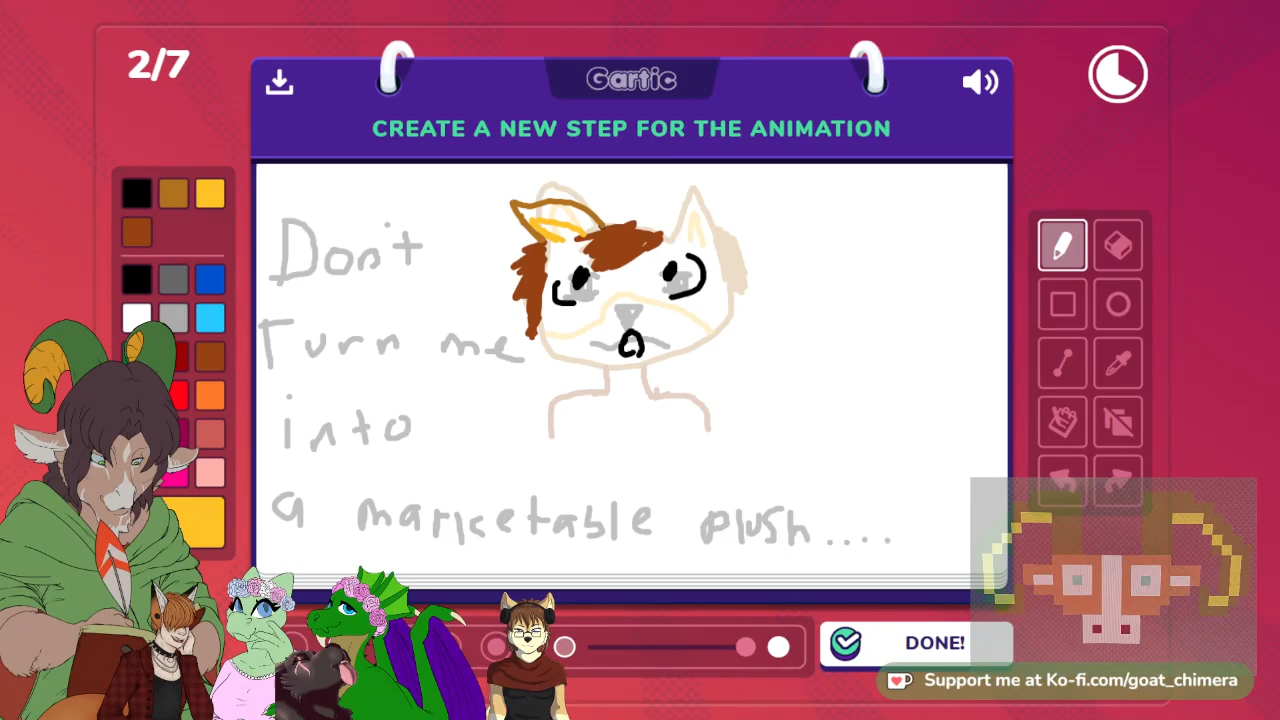 2/7
Gartic
CREATE A NEW STEP FOR THE ANIMATION
Don't
Turn me
into
a marketable plush....
DONE!
Support me at Ko-fi.com/goat_chimera